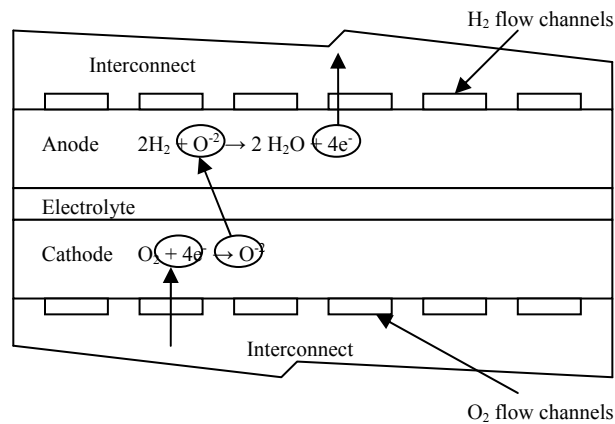 H₂ flow channels
Interconnect
Anode 2H₂ + O⁻² → 2 H₂O + 4e⁻
Electrolyte
Cathode O₂ + 4e⁻ → O⁻²
Interconnect
O₂ flow channels